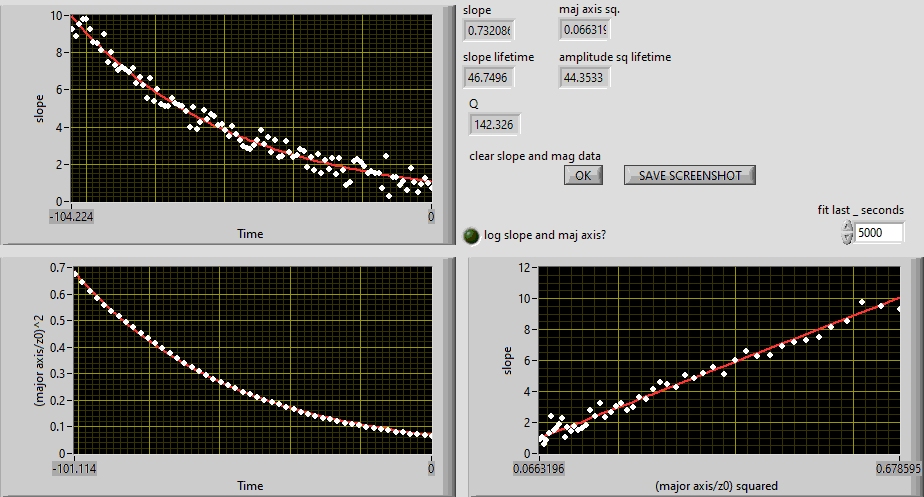 slope
maj axis sq.
0.732086
0.066319
slope lifetime
amplitude sq lifetime
46.7496
44.3533
Q
142.326
clear slope and mag data
OK
SAVE SCREENSHOT
fit last _ seconds
5000
log slope and maj axis?
10
8
6
4
2
0
slope
-104.224
0
Time
0.7
0.6
0.5
0.4
0.3
0.2
0.1
0
(major axis/z0))^2
-101.114
0
Time
12
10
8
6
4
2
0
slope
0.0663196
0.678595
(major axis/z0) squared